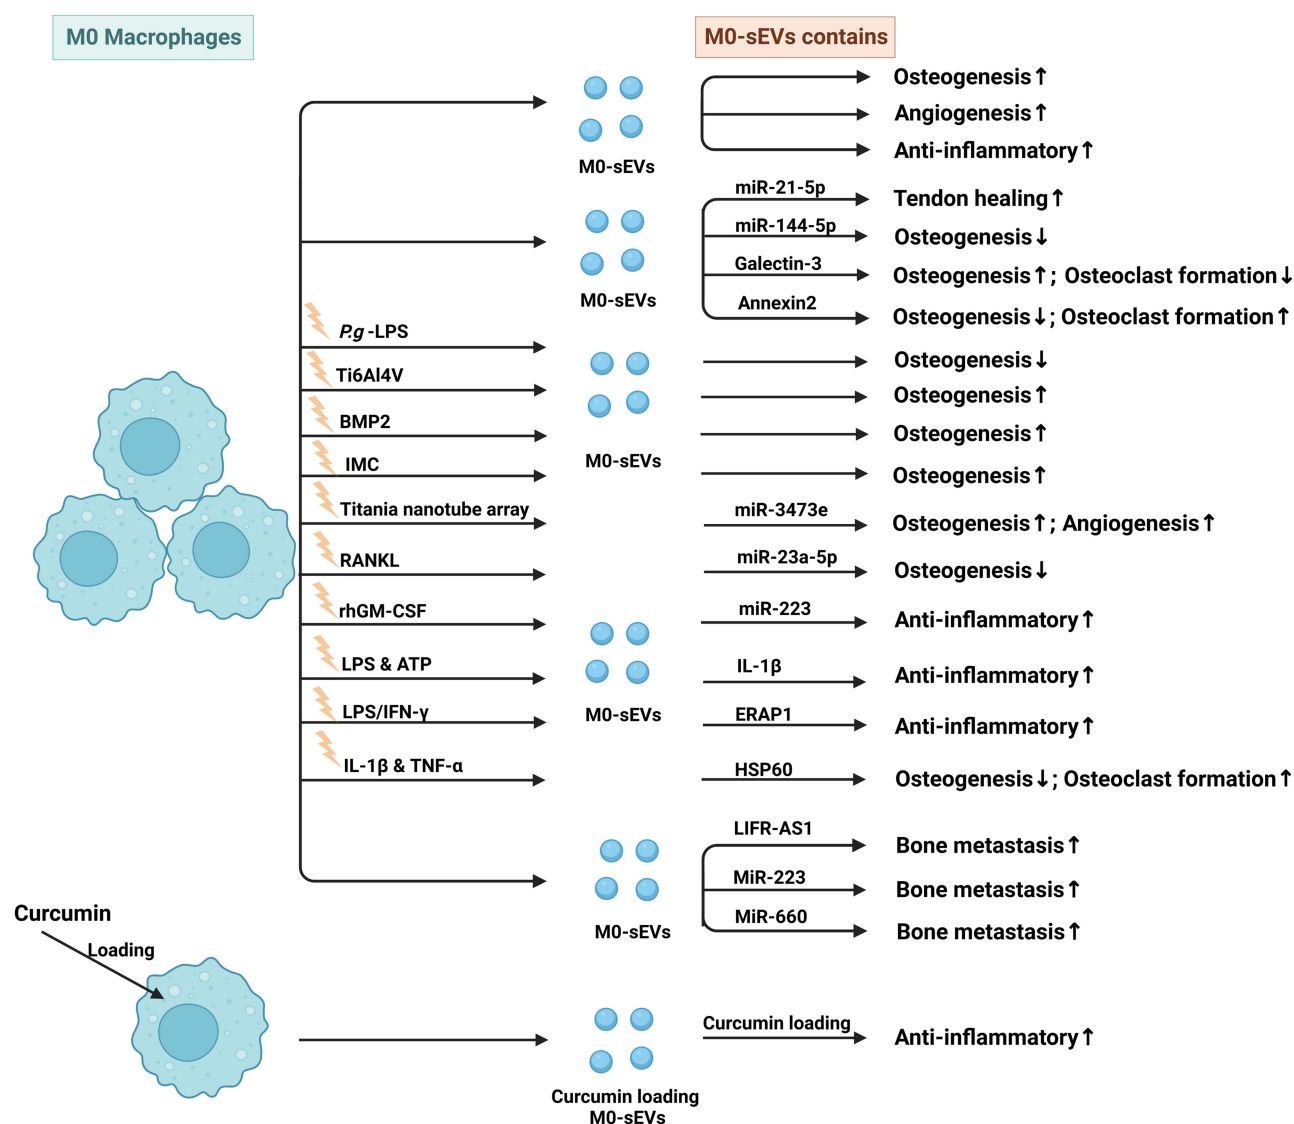 M0 Macrophages
M0-sEVs contains
Osteogenesis↑
Angiogenesis↑
Anti-inflammatory↑
M0-sEVs
miR-21-5p
Tendon healing↑
miR-144-5p
Osteogenesis↓
Galectin-3
Osteogenesis↑; Osteoclast formation↓
Annexin2
Osteogenesis↓; Osteoclast formation↑
M0-sEVs
P.g -LPS
Osteogenesis↓
Ti6Al4V
Osteogenesis↑
BMP2
Osteogenesis↑
IMC
Osteogenesis↑
M0-sEVs
Titania nanotube array
miR-3473e
Osteogenesis↑; Angiogenesis↑
RANKL
miR-23a-5p
Osteogenesis↓
rhGM-CSF
miR-223
Anti-inflammatory↑
LPS & ATP
IL-1β
Anti-inflammatory↑
LPS/IFN-γ
M0-sEVs
ERAP1
Anti-inflammatory↑
IL-1β & TNF-α
HSP60
Osteogenesis↓; Osteoclast formation↑
LIFR-AS1
Bone metastasis↑
MiR-223
Bone metastasis↑
MiR-660
Bone metastasis↑
M0-sEVs
Curcumin
Loading
Curcumin loading
Anti-inflammatory↑
Curcumin loading
M0-sEVs